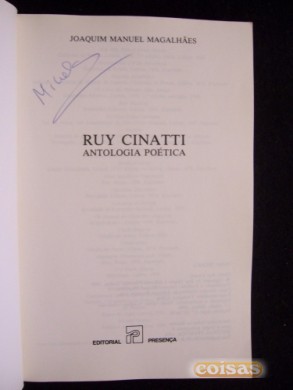 JOAQUIM MANUEL MAGALHÃES
RUY CINATTI
ANTOLOGIA POÉTICA
EDITORIAL PRESENÇA
coisas